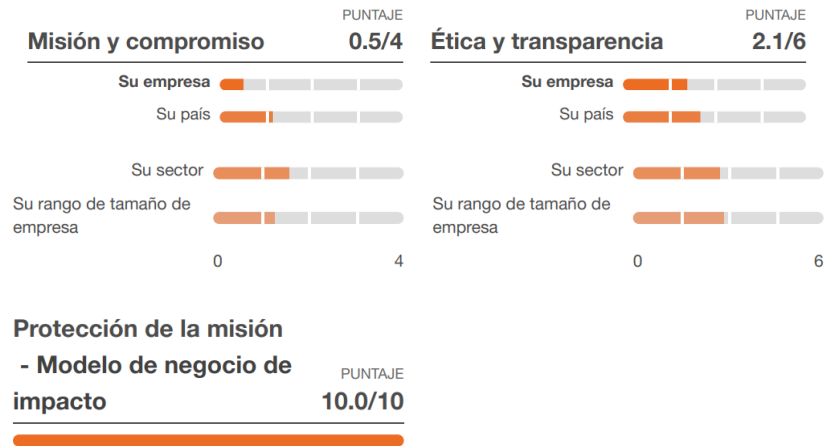 PUNTAJE
Misión y compromiso 0.5/4
Su empresa
Su país
Su sector
Su rango de tamaño de
empresa
0 4
PUNTAJE
Ética y transparencia 2.1/6
Su empresa
Su país
Su sector
Su rango de tamaño de
empresa
0 6
Protección de la misión
- Modelo de negocio de
PUNTAJE
impacto 10.0/10